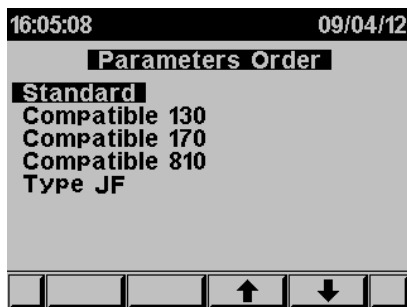 16:05:08 09/04/12
Parameters Order
Standard
Compatible 130
Compatible 170
Compatible 810
Type JF